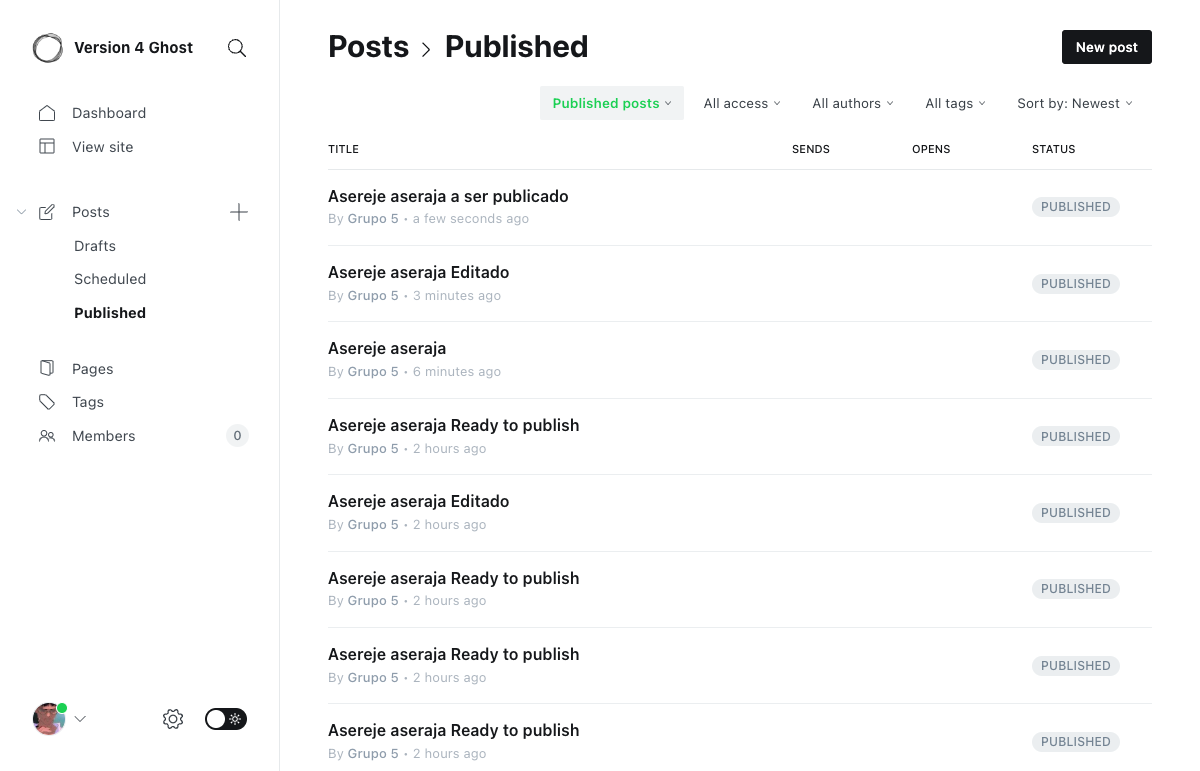 Version 4 Ghost
Dashboard
View site
Posts
Drafts
Scheduled
Published
Pages
Tags
Members 0
Posts > Published
New post
Published posts All access All authors All tags Sort by: Newest
TITLE SENDS OPENS STATUS
Asereje aseraja a ser publicado
By Grupo 5 • a few seconds ago
PUBLISHED
Asereje aseraja Editado
By Grupo 5 • 3 minutes ago
PUBLISHED
Asereje aseraja
By Grupo 5 • 6 minutes ago
PUBLISHED
Asereje aseraja Ready to publish
By Grupo 5 • 2 hours ago
PUBLISHED
Asereje aseraja Editado
By Grupo 5 • 2 hours ago
PUBLISHED
Asereje aseraja Ready to publish
By Grupo 5 • 2 hours ago
PUBLISHED
Asereje aseraja Ready to publish
By Grupo 5 • 2 hours ago
PUBLISHED
Asereje aseraja Ready to publish
By Grupo 5 • 2 hours ago
PUBLISHED